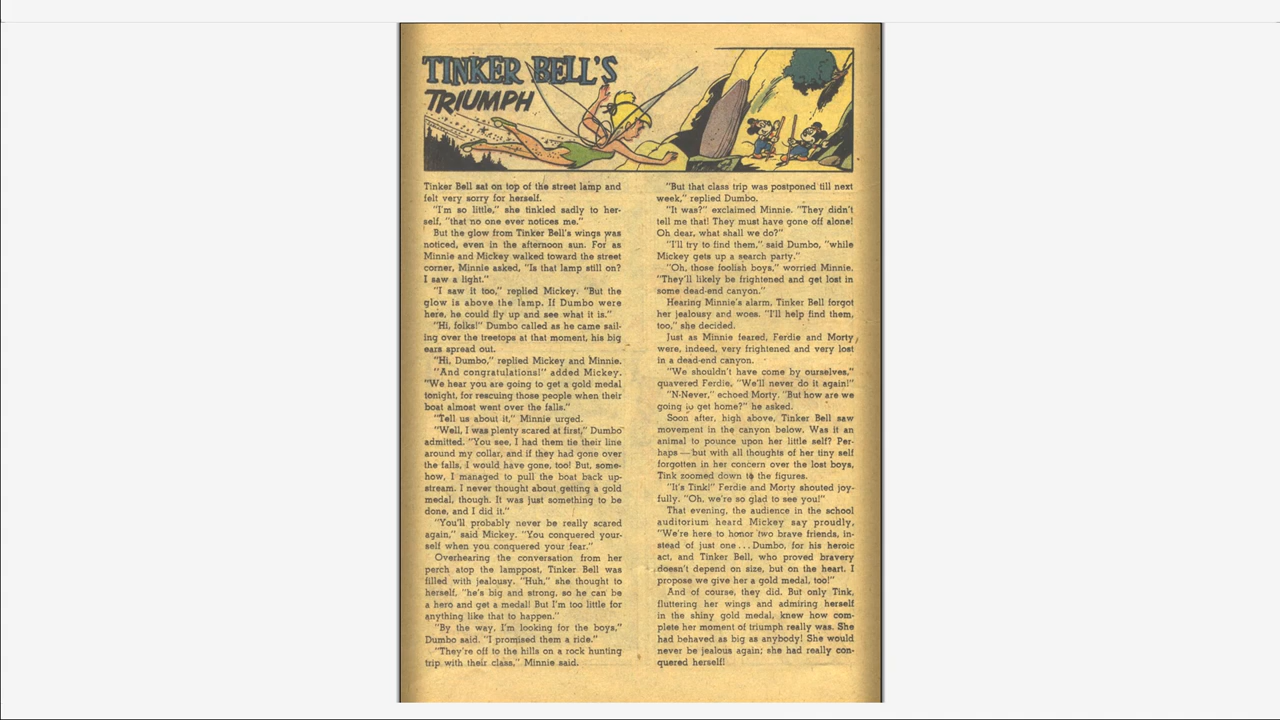 TINKER BELL'S
TRIUMPH
Tinker Bell sat on top of the street lamp and
felt very sorry for herself.
"I'm so little," she tinkled sadly to her-
self, "that no one ever notices me."
But the glow from Tinker Bell's wings was
noticed, even in the afternoon sun. For as
Minnie and Mickey walked toward the street
corner, Minnie asked, "Is that lamp still on?
I saw a light."
"I saw it too," replied Mickey. "But the
glow is above the lamp. If Dumbo were
here, he could fly up and see what it is."
"Hi, folks!" Dumbo called as he came sail-
ing over the treetops at that moment, his big
ears spread out.
"Hi, Dumbo," replied Mickey and Minnie.
"And congratulations!" added Mickey.
"We hear you are going to get a gold medal
tonight, for rescuing those people when their
boat almost went over the falls."
"Tell us about it," Minnie urged.
"Well, I was plenty scared at first," Dumbo
admitted. "You see, I had them tie their line
around my collar, and if they had gone over
the falls, I would have gone, too! But, some-
how, I managed to pull the boat back up-
stream. I never thought about getting a gold
medal, though. It was just something to be
done, and I did it."
"You'll probably never be really scared
again," said Mickey. "You conquered your-
self when you conquered your fear."
Overhearing the conversation from her
perch atop the lamppost, Tinker Bell was
filled with jealousy. "Huh," she thought to
herself, "he's big and strong, so he can be
a hero and get a medal! But I'm too little for
anything like that to happen."
"By the way, I'm looking for the boys,"
Dumbo said. "I promised them a ride."
"They're off to the hills on a rock hunting
trip with their class," Minnie said.
"But that class trip was postponed till next
week," replied Dumbo.
"It was?" exclaimed Minnie. "They didn't
tell me that! They must have gone off alone!
Oh dear, what shall we do?"
"I'll try to find them," said Dumbo, "while
Mickey gets up a search party."
"Oh, those foolish boys," worried Minnie.
"They'll likely be frightened and get lost in
some dead-end canyon."
Hearing Minnie's alarm, Tinker Bell forgot
her jealousy and woes. "I'll help find them,
too," she decided.
Just as Minnie feared, Ferdie and Morty
were, indeed, very frightened and very lost
in a dead-end canyon.
"We shouldn't have come by ourselves,"
quavered Ferdie, "We'll never do it again!"
"N-Never," echoed Morty. "But how are we
going to get home?" he asked.
Soon after, high above, Tinker Bell saw
movement in the canyon below. Was it an
animal to pounce upon her little self? Per-
haps — but with all thoughts of her tiny self
forgotten in her concern over the lost boys,
Tink zoomed down to the figures.
"It's Tink!" Ferdie and Morty shouted joy-
fully. "Oh, we're so glad to see you!"
That evening, the audience in the school
auditorium heard Mickey say proudly,
"We're here to honor two brave friends, in-
stead of just one . . . Dumbo, for his heroic
act, and Tinker Bell, who proved bravery
doesn't depend on size, but on the heart. I
propose we give her a gold medal, too!"
And of course, they did. But only Tink,
fluttering her wings and admiring herself
in the shiny gold medal, knew how com-
plete her moment of triumph really was. She
had behaved as big as anybody! She would
never be jealous again; she had really con-
quered herself!